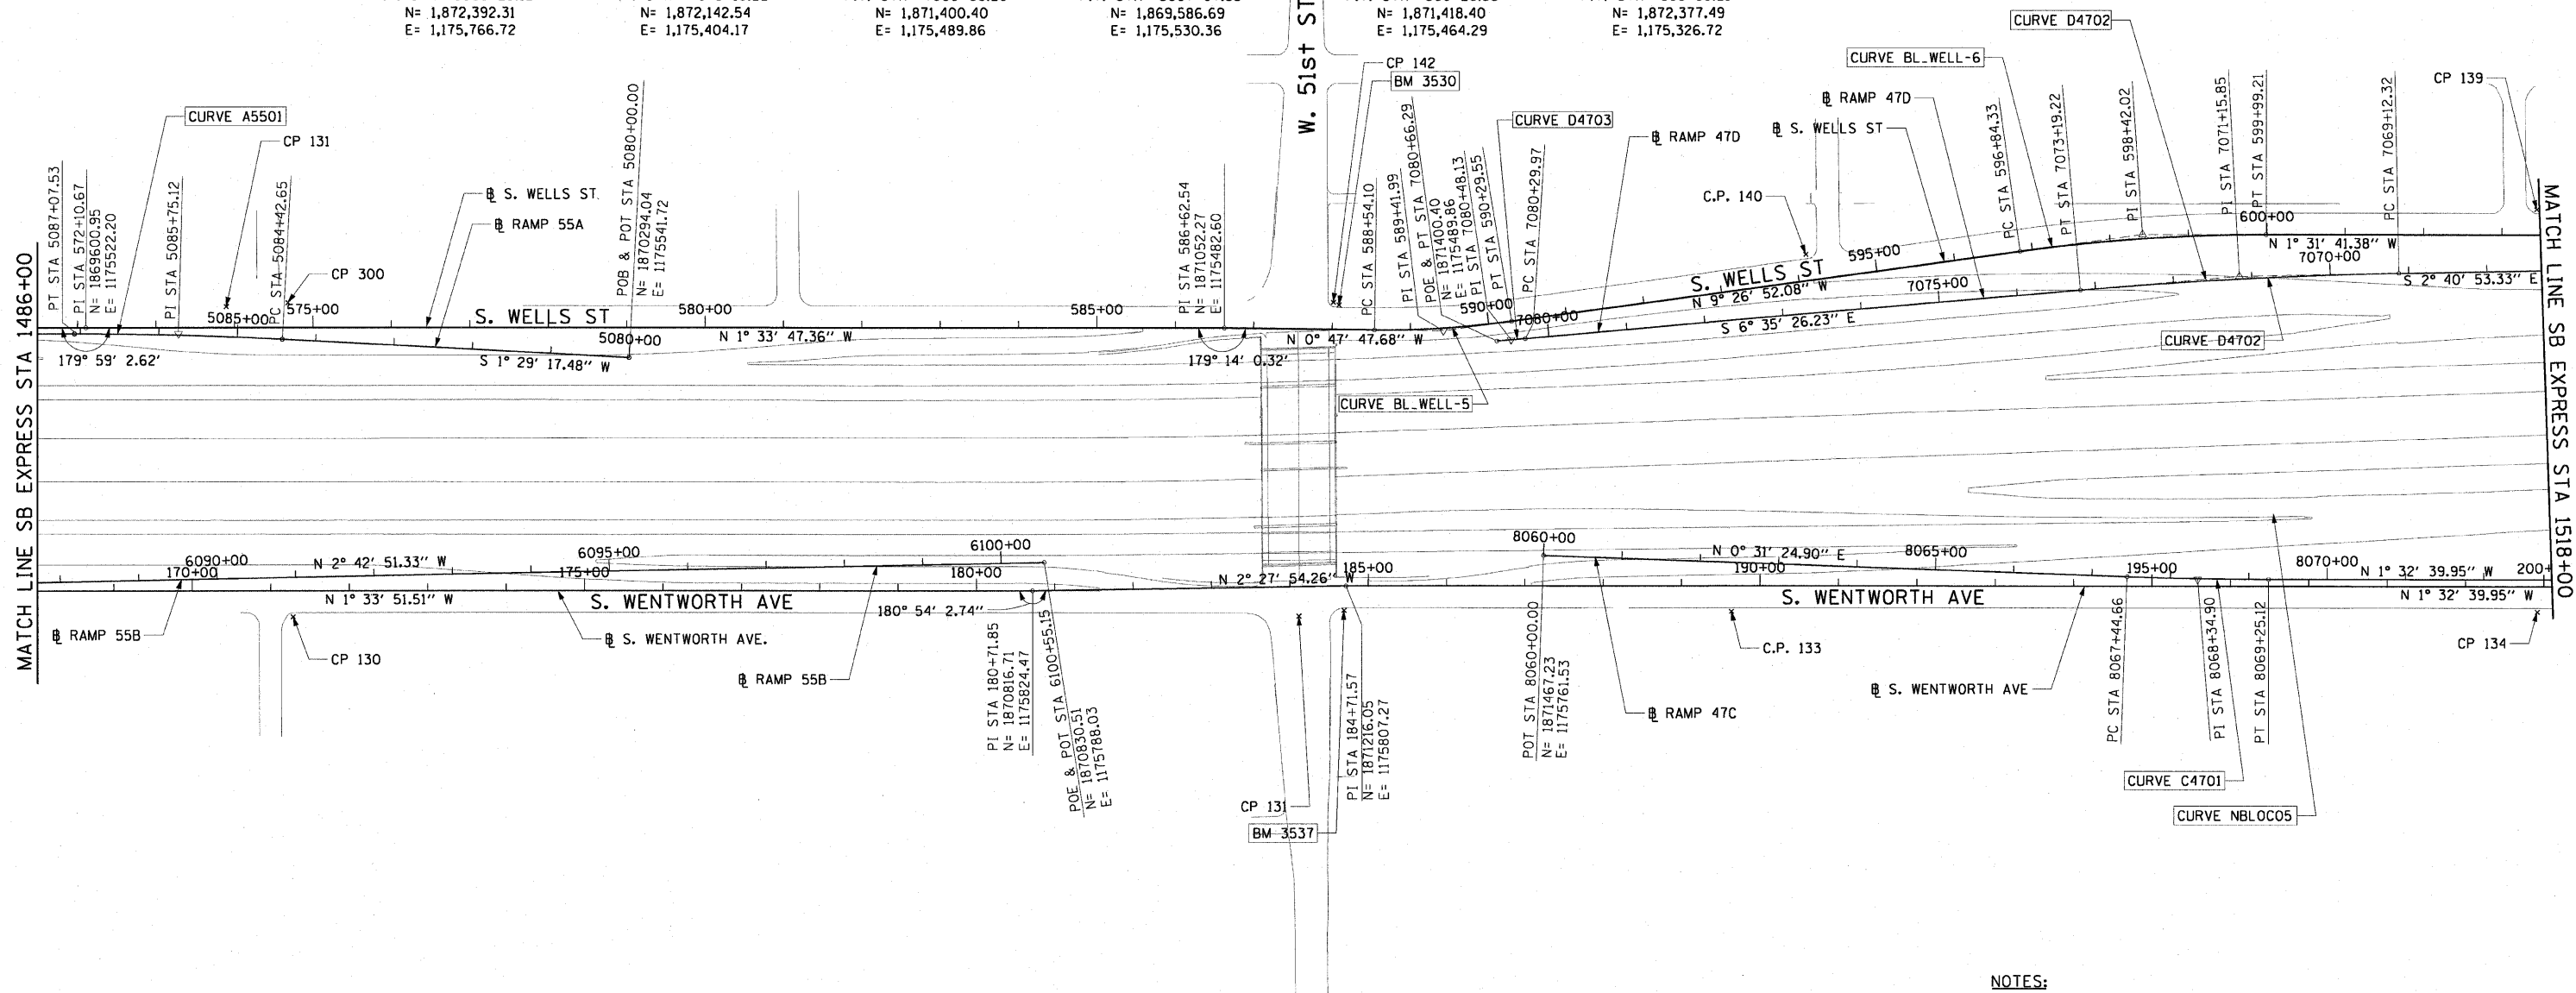 N= 1,872,392.31
E= 1,175,766.72
N= 1,872,142.54
E= 1,175,404.17
N= 1,871,400.40
E= 1,175,489.86
N= 1,869,586.69
E= 1,175,530.36
N= 1,871,418.40
E= 1,175,464.29
N= 1,872,377.49
E= 1,175,326.72
W. 51st ST
CURVE D4702
CURVE BL_WELL-6
CP 142
BM 3530
CP 139
CURVE A5501
CP 131
CURVE D4703
℄ RAMP 47D
℄ RAMP 47D
℄ S. WELLS ST
C.P. 140
℄ S. WELLS ST.
℄ RAMP 55A
CP 300
PT STA 5087+07.53
PI STA 572+10.67
N= 1869600.95
E= 1175522.20
PI STA 5085+75.12
PC STA 5084+42.65
POB & POT STA 5080+00.00
N= 1870294.04
E= 1175541.72
PI STA 586+62.54
N= 1871052.27
E= 1175482.60
PC STA 588+54.10
PI STA 589+41.99
POE & PT STA 7080+66.29
N= 1871400.40
E= 1175489.86
PI STA 7080+48.13
PT STA 590+29.55
PC STA 7080+29.97
PC STA 596+84.33
PT STA 7073+19.22
PI STA 598+42.02
PI STA 7071+15.85
PT STA 599+99.21
PC STA 7069+12.32
5085+00
575+00
S. WELLS ST
580+00
585+00
590+00
595+00
600+00
5080+00
N 1° 33' 47.36" W
N 0° 47' 47.68" W
7080+00
S. WELLS ST
N 9° 26' 52.08" W
7075+00
S 6° 35' 26.23" E
N 1° 31' 41.38" W
7070+00
S 2° 40' 53.33" E
179° 59' 2.62'
S 1° 29' 17.48" W
179° 14' 0.32'
CURVE D4702
CURVE BL_WELL-5
MATCH LINE SB EXPRESS STA 1486+00
MATCH LINE SB EXPRESS STA 1518+00
6090+00
170+00
N 2° 42' 51.33" W
6095+00
175+00
6100+00
180+00
N 2° 27' 54.26" W
185+00
8060+00
N 0° 31' 24.90" E
190+00
8065+00
195+00
8070+00
N 1° 32' 39.95" W
200+
N 1° 33' 51.51" W
S. WENTWORTH AVE
180° 54' 2.74"
S. WENTWORTH AVE
N 1° 32' 39.95" W
℄ RAMP 55B
CP 130
℄ S. WENTWORTH AVE.
℄ RAMP 55B
PI STA 180+71.85
N= 1870816.71
E= 1175824.47
POE & POT STA 6100+55.15
N= 1870830.51
E= 1175788.03
CP 131
BM 3537
PI STA 184+71.57
N= 1871216.05
E= 1175807.27
POT STA 8060+00.00
N= 1871467.23
E= 1175761.53
℄ RAMP 47C
C.P. 133
℄ S. WENTWORTH AVE
PC STA 8067+44.66
PI STA 8068+34.90
PT STA 8069+25.12
CP 134
CURVE C4701
CURVE NBLOC05
NOTES: